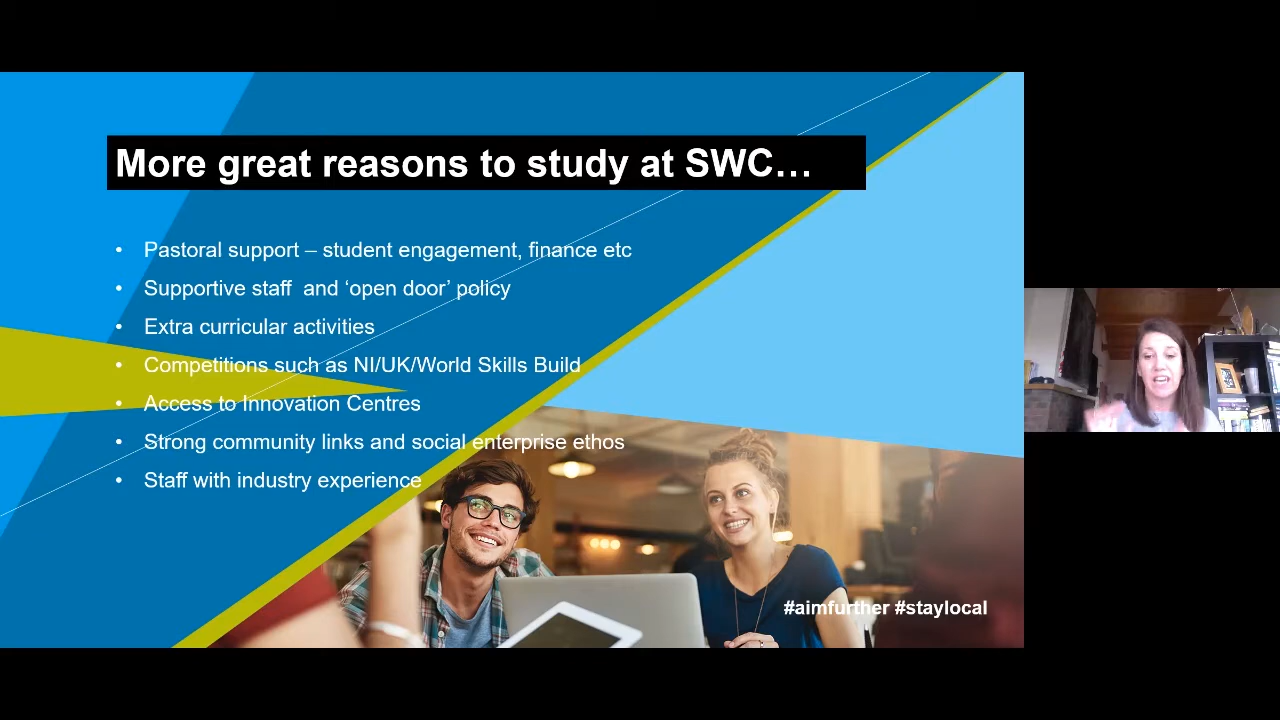 More great reasons to study at SWC...
• Pastoral support – student engagement, finance etc
• Supportive staff  and ‘open door’ policy
• Extra curricular activities
• Competitions such as NI/UK/World Skills Build
• Access to Innovation Centres
• Strong community links and social enterprise ethos
• Staff with industry experience
#aimfurther #staylocal